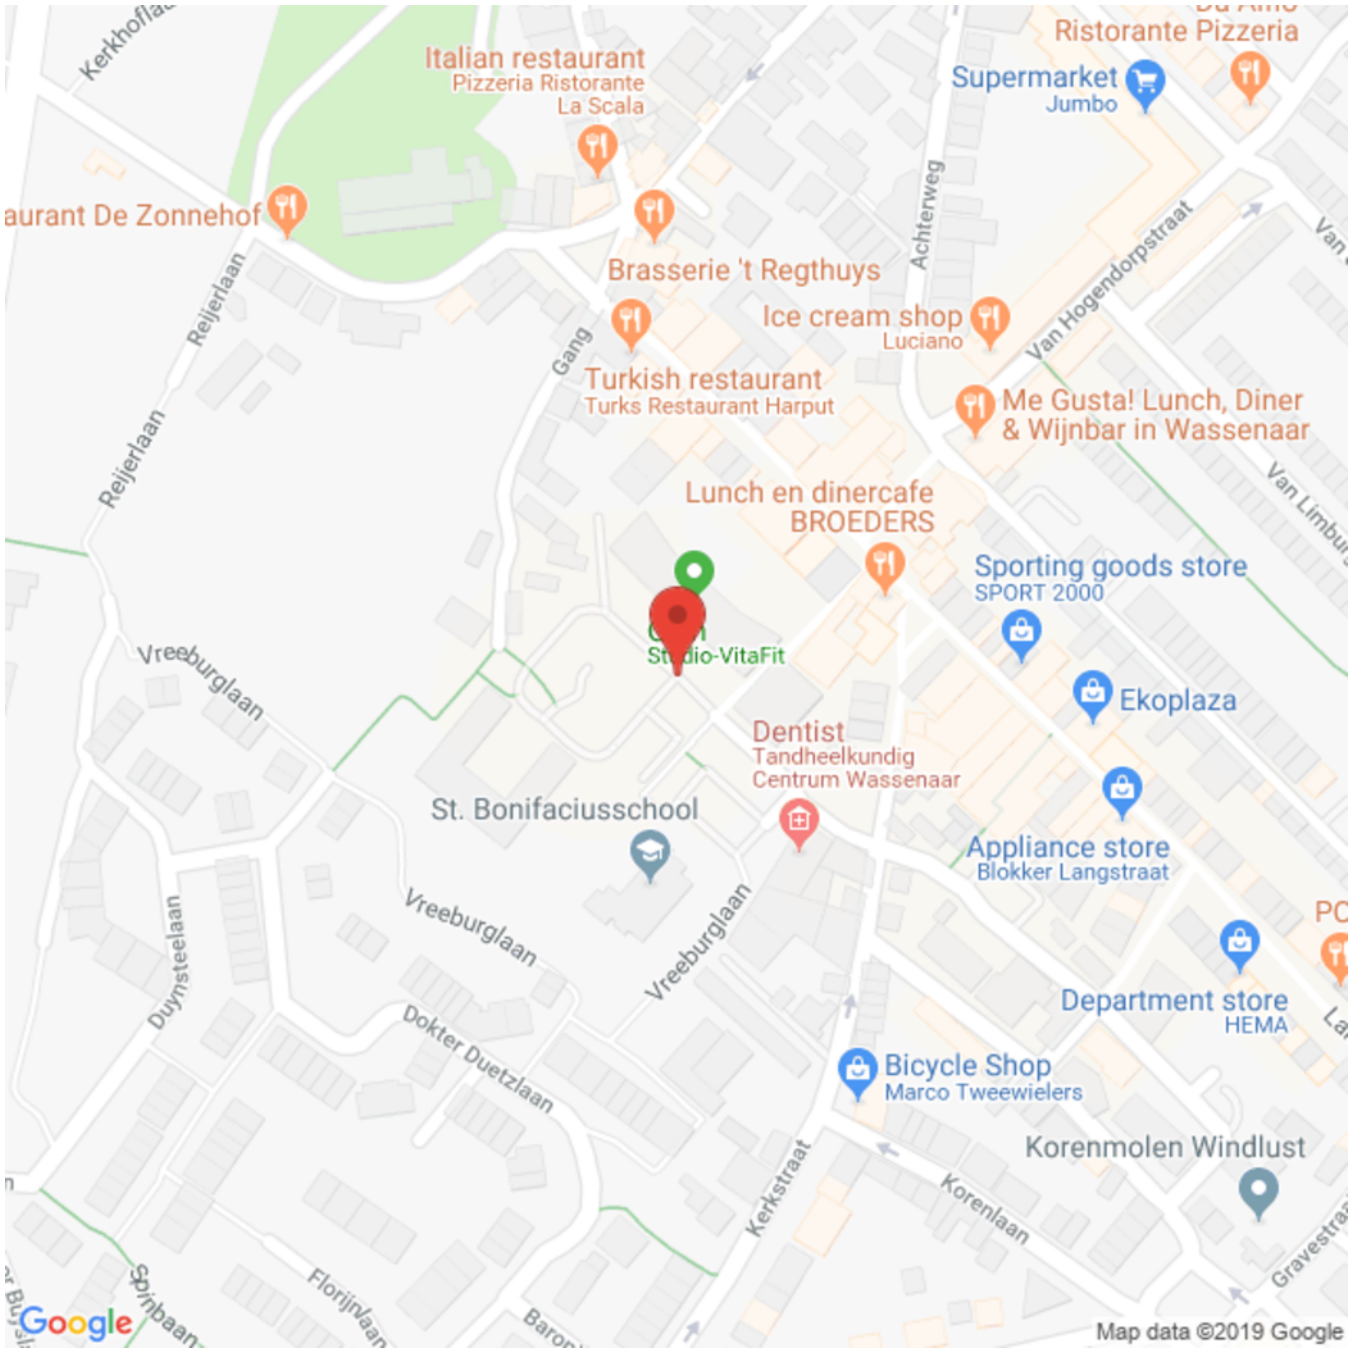 Kerkhofla
Italian restaurant
Pizzeria Ristorante
La Scala
Ristorante Pizzeria
Supermarket
Jumbo
aurant De Zonnehof
Achterweg
Van Hogendorpstraat
Van
Reijerlaan
Brasserie 't Regthuys
Ice cream shop
Luciano
Gang
Turkish restaurant
Turks Restaurant Harput
Me Gusta! Lunch, Diner
& Wijnbar in Wassenaar
Reijerlaan
Lunch en dinercafe
BROEDERS
Van Limbur
Sporting goods store
SPORT 2000
Studio-VitaFit
Vreeburglaan
Ekoplaza
Dentist
Tandheelkundig
Centrum Wassenaar
St. Bonifaciusschool
Appliance store
Blokker Langstraat
Vreeburglaan
Vreeburglaan
Duynsteelaan
PO
Department store
HEMA
La
Dokter Duetzlaan
Bicycle Shop
Marco Tweewielers
Korenmolen Windlust
Kerkstraat
Korenlaan
Gravestra
n
Spinbaan
Florijnlaan
Baron
Google
Map data ©2019 Google